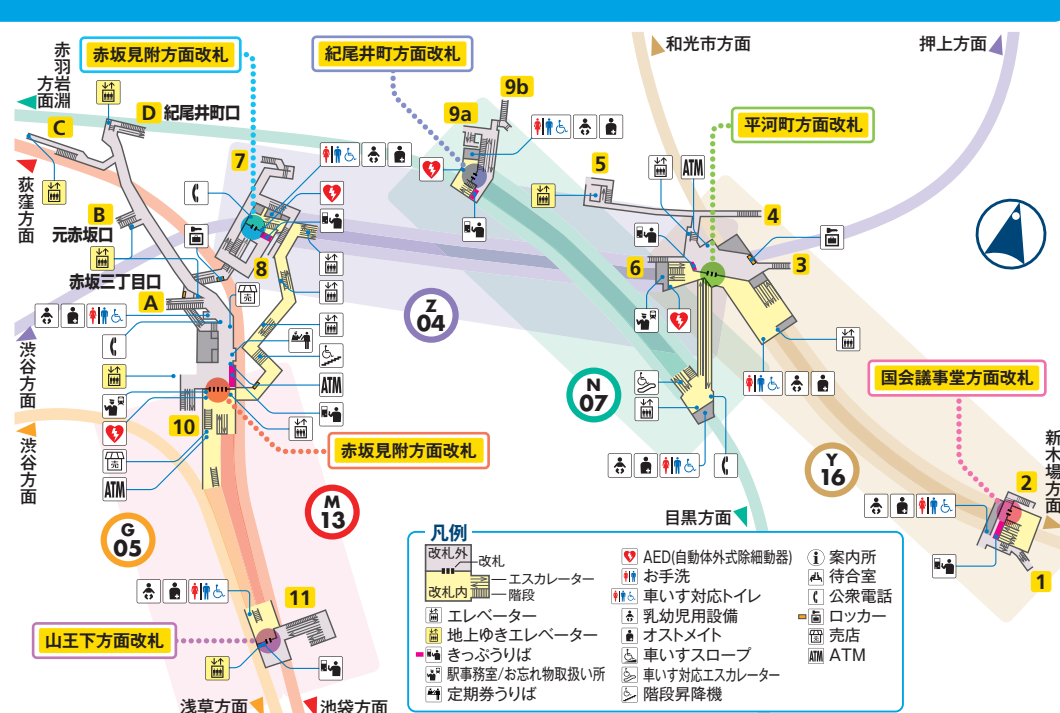 赤坂見附方面改札
紀尾井町方面改札
和光市方面
押上方面
赤羽岩淵方面
9b
9a
D 紀尾井町口
C
平河町方面改札
7
5
ATM
荻窪方面
B
元赤坂口
4
赤坂三丁目口
8
6
3
A
売
Z
04
渋谷方面
ATM
国会議事堂方面改札
N
07
渋谷方面
10
赤坂見附方面改札
売
ATM
Y
16
新木場方面
2
M
13
目黒方面
G
05
1
11
山王下方面改札
浅草方面
池袋方面
凡例
改札外
改札
改札内
エスカレーター
階段
エレベーター
地上ゆきエレベーター
きっぷうりば
駅事務室/お忘れ物取扱い所
定期券うりば
AED(自動体外式除細動器)
お手洗
車いす対応トイレ
乳幼児用設備
オストメイト
車いすスロープ
車いす対応エスカレーター
階段昇降機
案内所
待合室
公衆電話
ロッカー
売 売店
ATM ATM